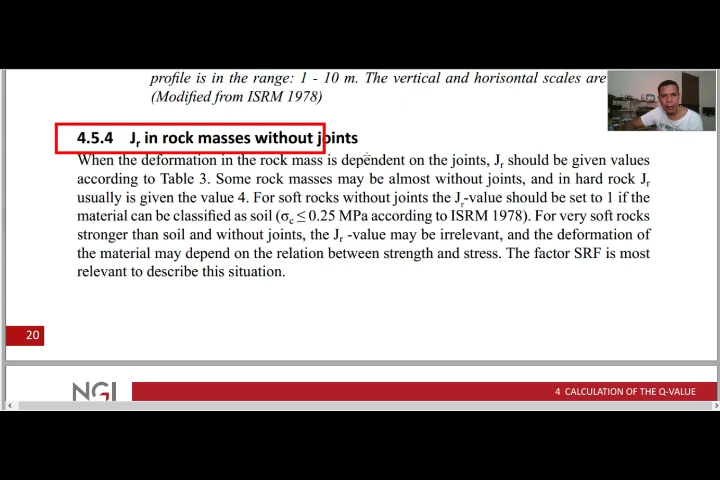 profile is in the range: 1 - 10 m. The vertical and horisontal scales are
(Modified from ISRM 1978)
4.5.4 Jr in rock masses without joints
When the deformation in the rock mass is dependent on the joints, Jr should be given values
according to Table 3. Some rock masses may be almost without joints, and in hard rock Jr
usually is given the value 4. For soft rocks without joints the Jr-value should be set to 1 if the
material can be classified as soil (σc ≤ 0.25 MPa according to ISRM 1978). For very soft rocks
stronger than soil and without joints, the Jr -value may be irrelevant, and the deformation of
the material may depend on the relation between strength and stress. The factor SRF is most
relevant to describe this situation.
20
NGI
4 CALCULATION OF THE Q-VALUE